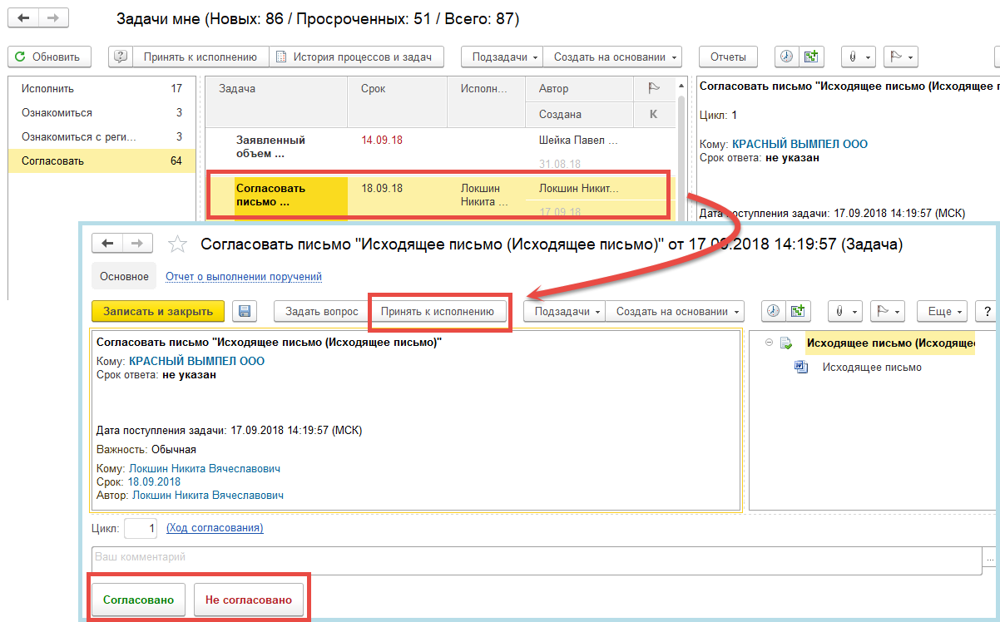 Задачи мне (Новых: 86 / Просроченных: 51 / Всего: 87)
Обновить
Принять к исполнению
История процессов и задач
Подзадачи
Создать на основании
Отчеты
Исполнить 17
Ознакомиться 3
Ознакомиться с реги... 3
Согласовать 64
Задача Срок Исполн... Автор
Создана К
Заявленный 14.09.18 Шейка Павел ...
объем ...
31.08.18
Согласовать 18.09.18 Локшин Локшин Никит...
письмо ... Никита ...
17.09.18
Согласовать письмо "Исходящее письмо (Исходящее п
Цикл: 1
Кому: КРАСНЫЙ ВЫМПЕЛ ООО
Срок ответа: не указан
Дата поступления задачи: 17.09.2018 14:19:57 (МСК)
Согласовать письмо "Исходящее письмо (Исходящее письмо)" от 17.09.2018 14:19:57 (Задача)
Основное Отчет о выполнении поручений
Записать и закрыть
Задать вопрос
Принять к исполнению
Подзадачи
Создать на основании
Еще
?
Согласовать письмо "Исходящее письмо (Исходящее письмо)"
Кому: КРАСНЫЙ ВЫМПЕЛ ООО
Срок ответа: не указан
Дата поступления задачи: 17.09.2018 14:19:57 (МСК)
Важность: Обычная
Кому: Локшин Никита Вячеславович
Срок: 18.09.2018
Автор: Локшин Никита Вячеславович
Исходящее письмо (Исходящее
Исходящее письмо
Цикл: 1 (Ход согласования)
Ваш комментарий
...
Согласовано
Не согласовано